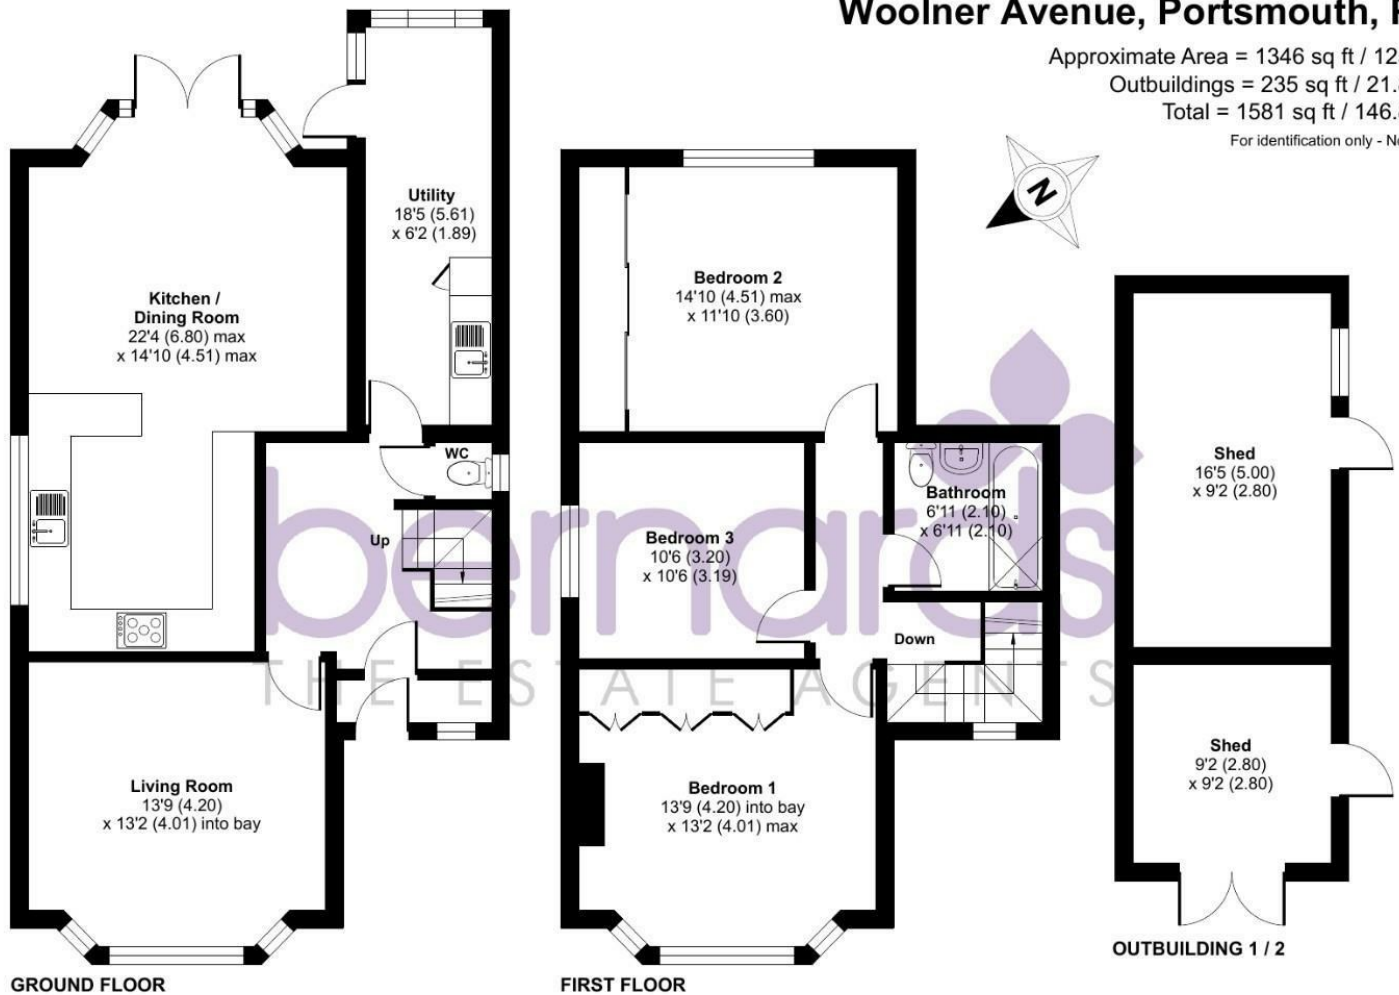 Woolner Avenue, Portsmouth,
Approximate Area = 1346 sq ft / 12
Outbuildings = 235 sq ft / 21.
Total = 1581 sq ft / 146.
For identification only -
N
Utility
18'5 (5.61)
x 6'2 (1.89)
Kitchen /
Dining Room
22'4 (6.80) max
x 14'10 (4.51) max
WC
Up
Living Room
13'9 (4.20)
x 13'2 (4.01) into bay
GROUND FLOOR
Bedroom 2
14'10 (4.51) max
x 11'10 (3.60)
Bathroom
6'11 (2.10)
x 6'11 (2.10)
Bedroom 3
10'6 (3.20)
x 10'6 (3.19)
Down
Bedroom 1
13'9 (4.20) into bay
x 13'2 (4.01) max
FIRST FLOOR
Shed
16'5 (5.00)
x 9'2 (2.80)
Shed
9'2 (2.80)
x 9'2 (2.80)
OUTBUILDING 1 / 2
bernards
THE ESTATE AGENTS